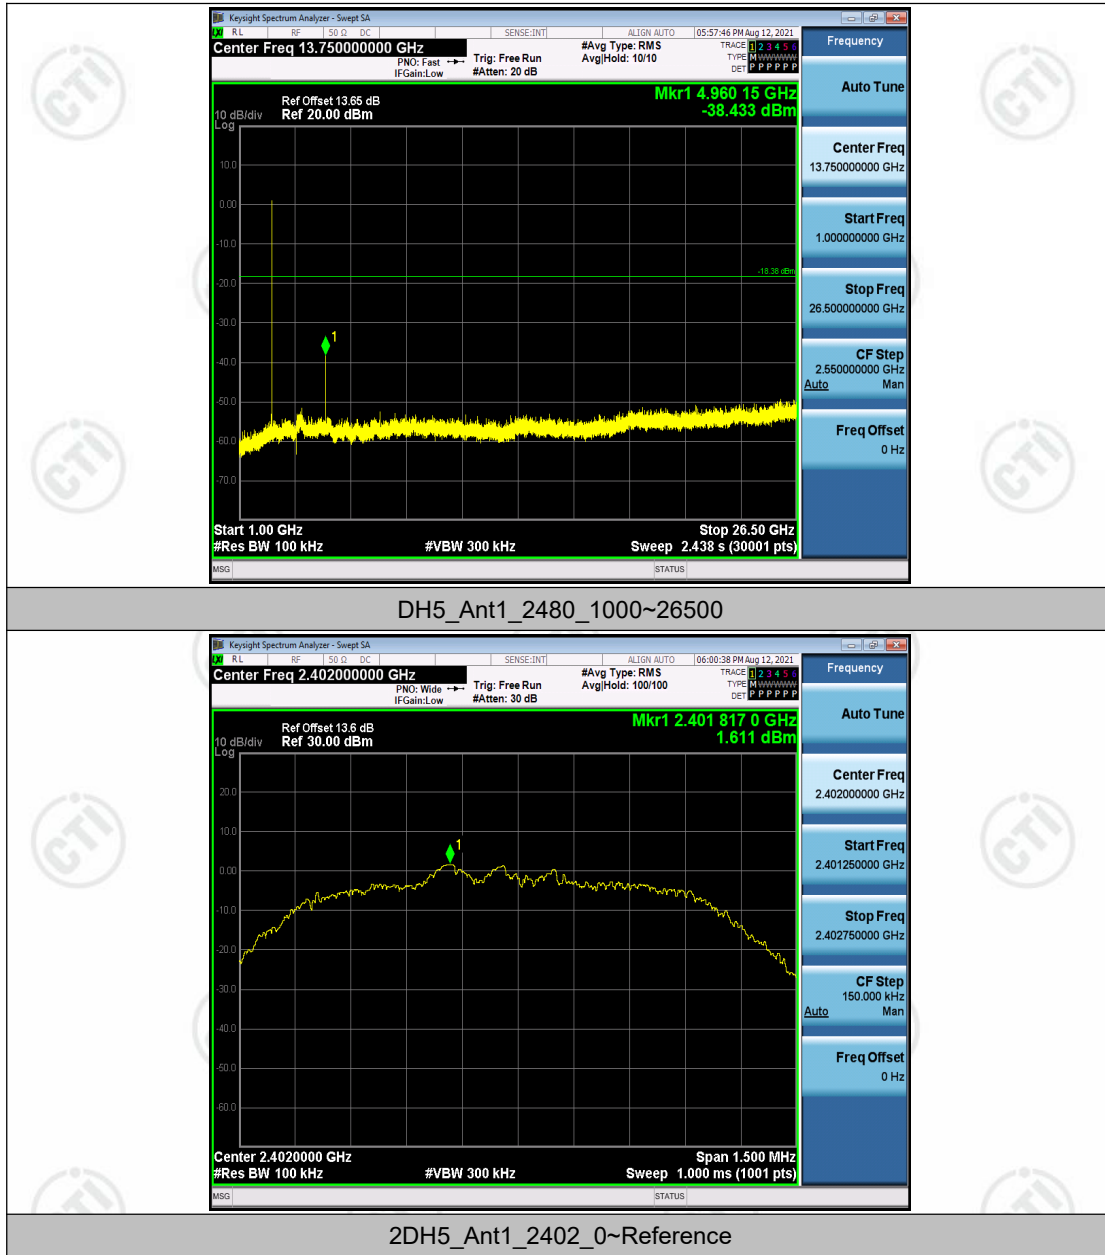 Keysight Spectrum Analyzer - Swept SA
RL RF 50 Ω DC SENSE:INT ALIGN AUTO 05:57:46 PM Aug 12, 2021
Center Freq 13.750000000 GHz
PNO: Fast
IFGain:Low
Trig: Free Run
#Atten: 20 dB
#Avg Type: RMS
Avg|Hold: 10/10
TRACE 1 2 3 4 5 6
TYPE M WWWWW
DET P P P P P P
Frequency
Auto Tune
Center Freq
13.750000000 GHz
Start Freq
1.000000000 GHz
Stop Freq
26.500000000 GHz
CF Step
2.550000000 GHz
Auto Man
Freq Offset
0 Hz
Mkr1 4.960 15 GHz
-38.433 dBm
Ref Offset 13.65 dB
10 dB/div Ref 20.00 dBm
Log
10.0
0.00
-10.0
-18.38 dBm
-20.0
-30.0
1
-40.0
-50.0
-60.0
-70.0
Start 1.00 GHz Stop 26.50 GHz
#Res BW 100 kHz #VBW 300 kHz Sweep 2.438 s (30001 pts)
MSG STATUS
DH5_Ant1_2480_1000~26500
Keysight Spectrum Analyzer - Swept SA
RL RF 50 Ω DC SENSE:INT ALIGN AUTO 06:00:38 PM Aug 12, 2021
Center Freq 2.402000000 GHz
PNO: Wide
IFGain:Low
Trig: Free Run
#Atten: 30 dB
#Avg Type: RMS
Avg|Hold: 100/100
TRACE 1 2 3 4 5 6
TYPE M WWWWW
DET P P P P P P
Frequency
Auto Tune
Center Freq
2.402000000 GHz
Start Freq
2.401250000 GHz
Stop Freq
2.402750000 GHz
CF Step
150.000 kHz
Auto Man
Freq Offset
0 Hz
Mkr1 2.401 817 0 GHz
1.611 dBm
Ref Offset 13.6 dB
10 dB/div Ref 30.00 dBm
Log
20.0
10.0
1
0.00
-10.0
-20.0
-30.0
-40.0
-50.0
-60.0
Center 2.4020000 GHz Span 1.500 MHz
#Res BW 100 kHz #VBW 300 kHz Sweep 1.000 ms (1001 pts)
MSG STATUS
2DH5_Ant1_2402_0~Reference
CTI
CTI
CTI
CTI
CTI
CTI